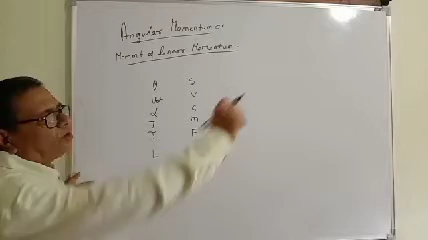 Angular Momentum:
Moment of linear Momentum
θ S
ω V
α
I m
τ F
L